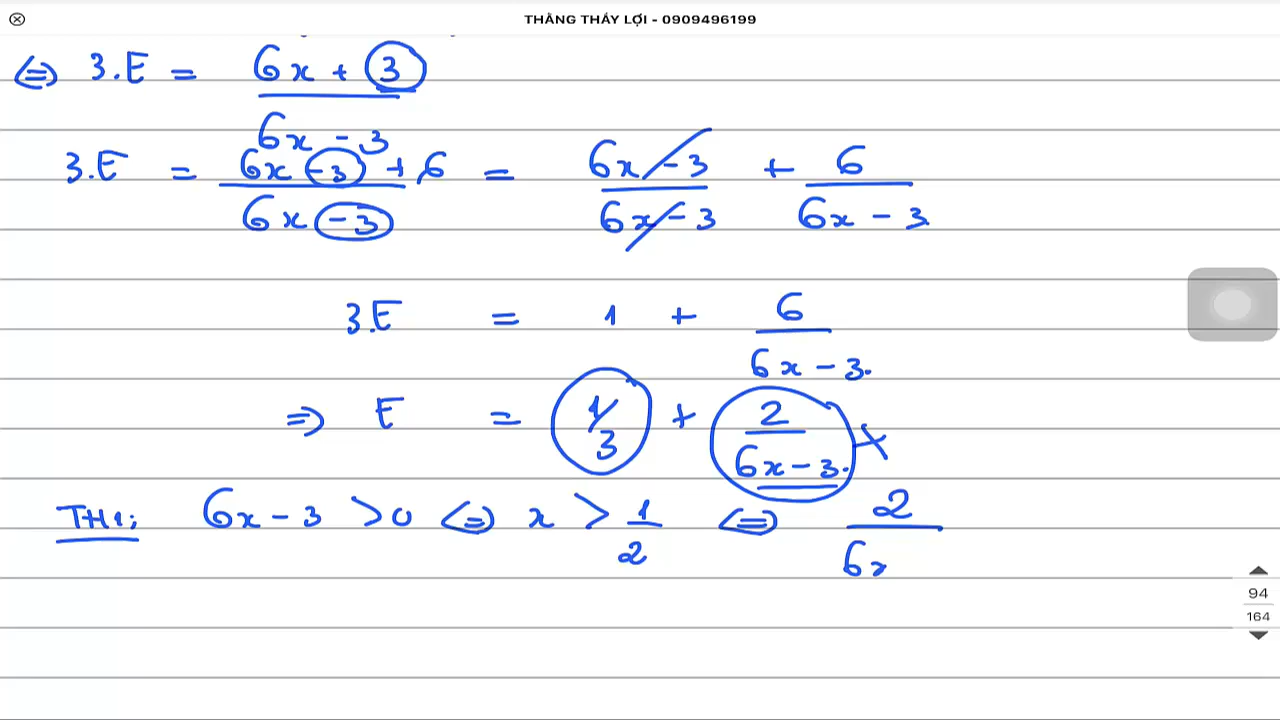 THẦNG THẦY LỢI - 0909496199
⇔ 3.E = (6x + 3)/(6x - 3)
3.E = (6x - 3 + 6)/(6x - 3) = (6x - 3)/(6x - 3) + 6/(6x - 3)
3.E = 1 + 6/(6x - 3).
⇒ E = 1/3 + 2/(6x - 3).
TH1: 6x - 3 > 0 ⇔ x > 1/2 ⇔ 2/6x
94
164